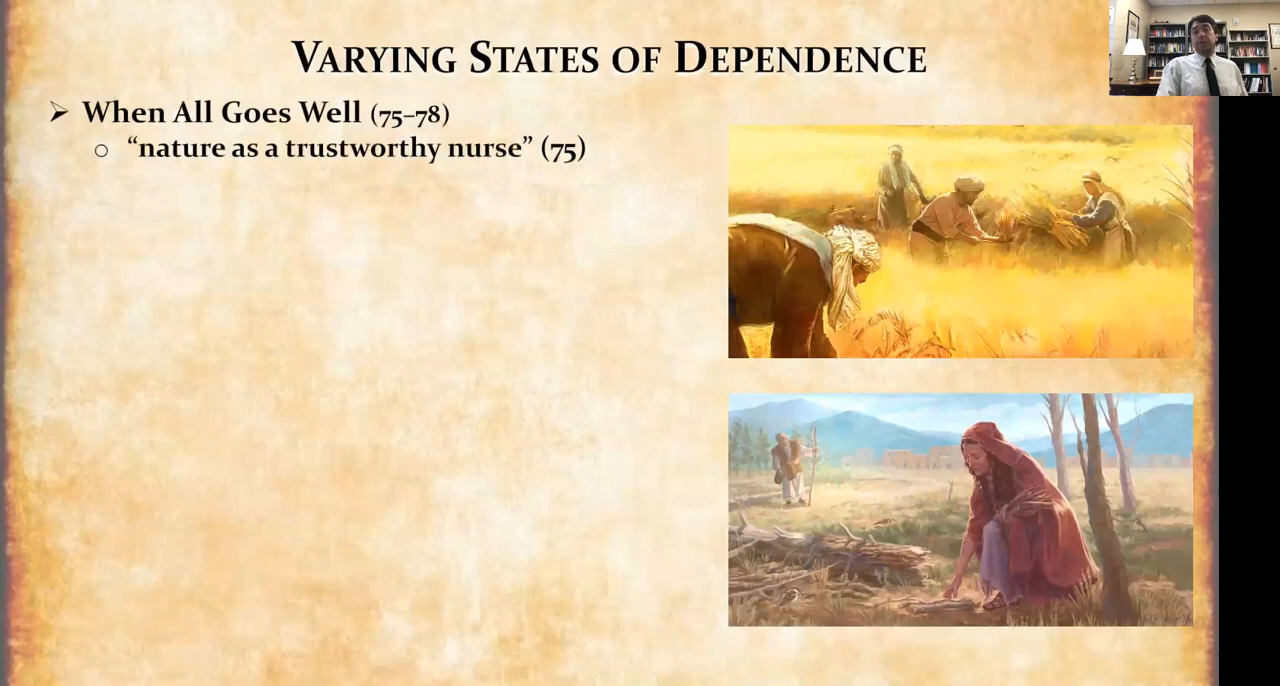 VARYING STATES OF DEPENDENCE
When All Goes Well (75–78)
“nature as a trustworthy nurse” (75)